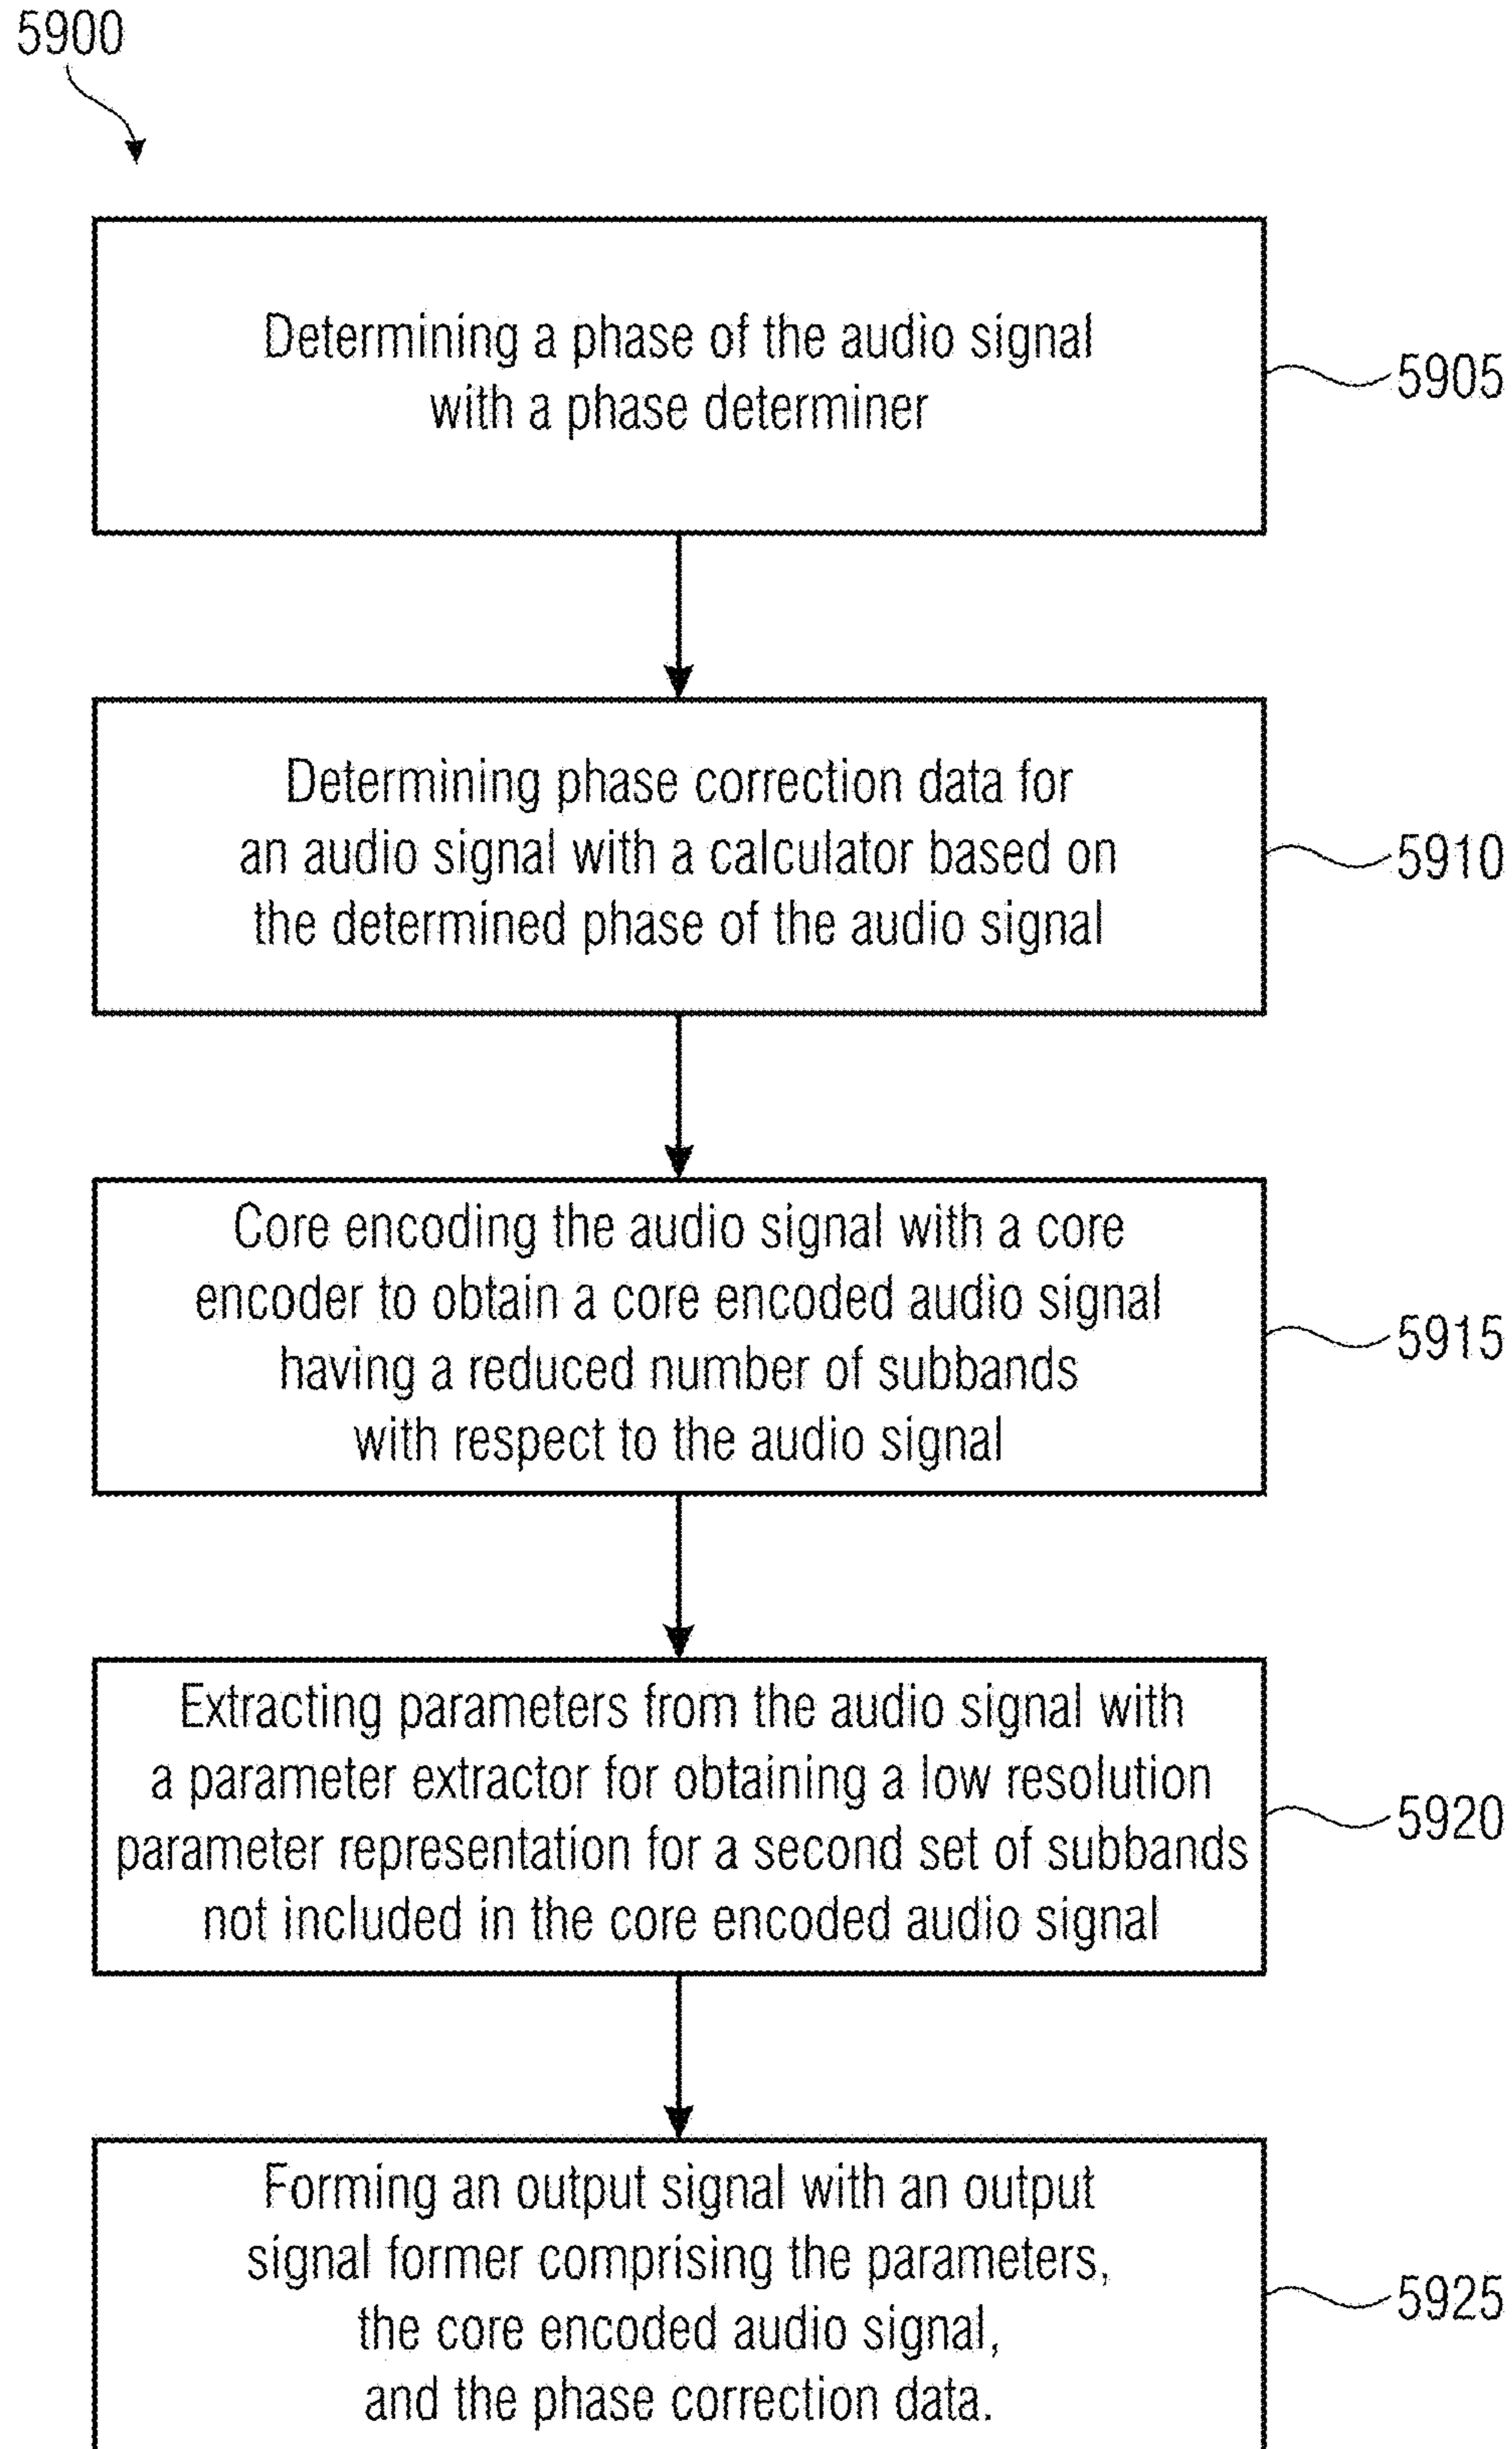 5900
Determining a phase of the audio signal
with a phase determiner
5905
Determining phase correction data for
an audio signal with a calculator based on
the determined phase of the audio signal
5910
Core encoding the audio signal with a core
encoder to obtain a core encoded audio signal
having a reduced number of subbands
with respect to the audio signal
5915
Extracting parameters from the audio signal with
a parameter extractor for obtaining a low resolution
parameter representation for a second set of subbands
not included in the core encoded audio signal
5920
Forming an output signal with an output
signal former comprising the parameters,
the core encoded audio signal,
and the phase correction data.
5925